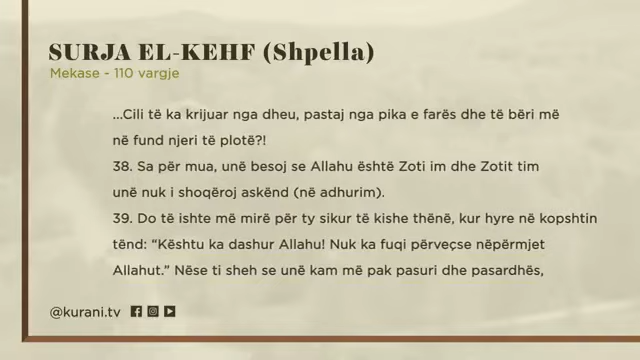 SURJA EL-KEHF (Shpella)
Mekase - 110 vargje
...Cili të ka krijuar nga dheu, pastaj nga pika e farës dhe të bëri më
në fund njeri të plotë?!
38. Sa për mua, unë besoj se Allahu është Zoti im dhe Zotit tim
unë nuk i shoqëroj askënd (në adhurim).
39. Do të ishte më mirë për ty sikur të kishe thënë, kur hyre në kopshtin
tënd: “Kështu ka dashur Allahu! Nuk ka fuqi përveçse nëpërmjet
Allahut.” Nëse ti sheh se unë kam më pak pasuri dhe pasardhës,
@kurani.tv